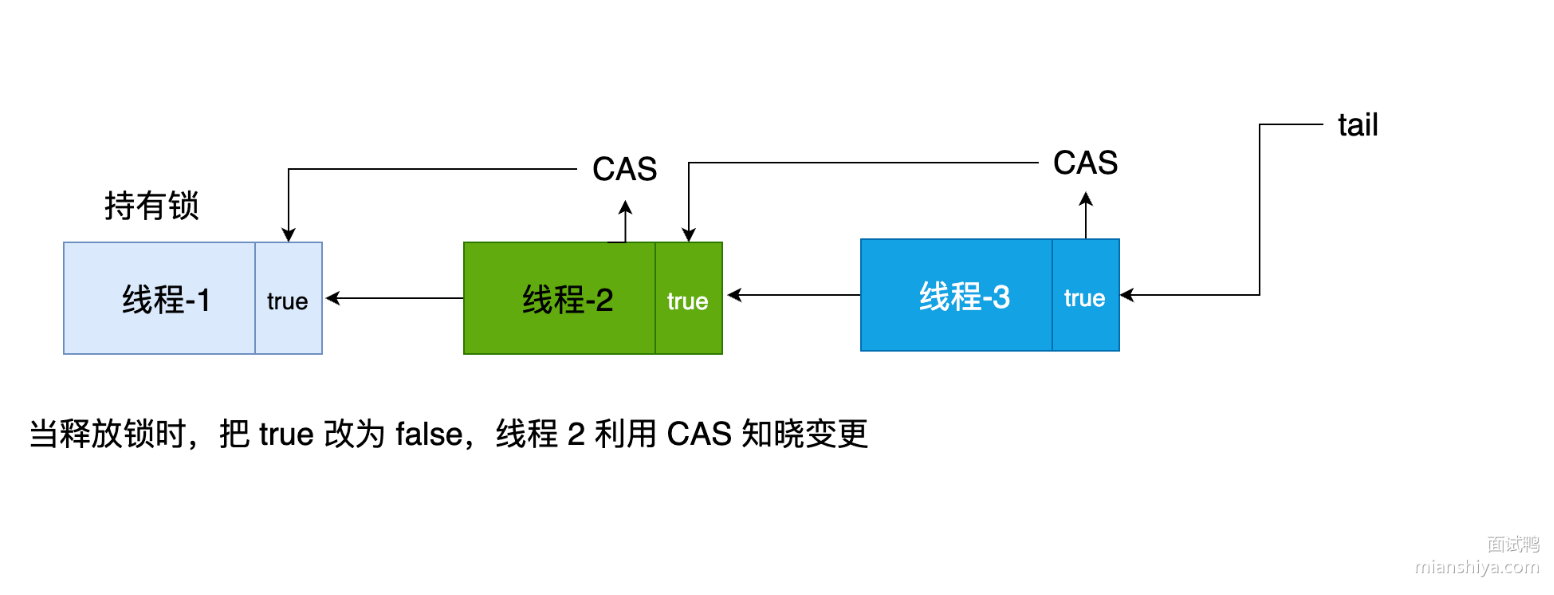 tail
CAS
CAS
持有锁
线程-1
true
线程-2
true
线程-3
true
当释放锁时，把 true 改为 false，线程 2 利用 CAS 知晓变更
面试鸭
mianshiya.com